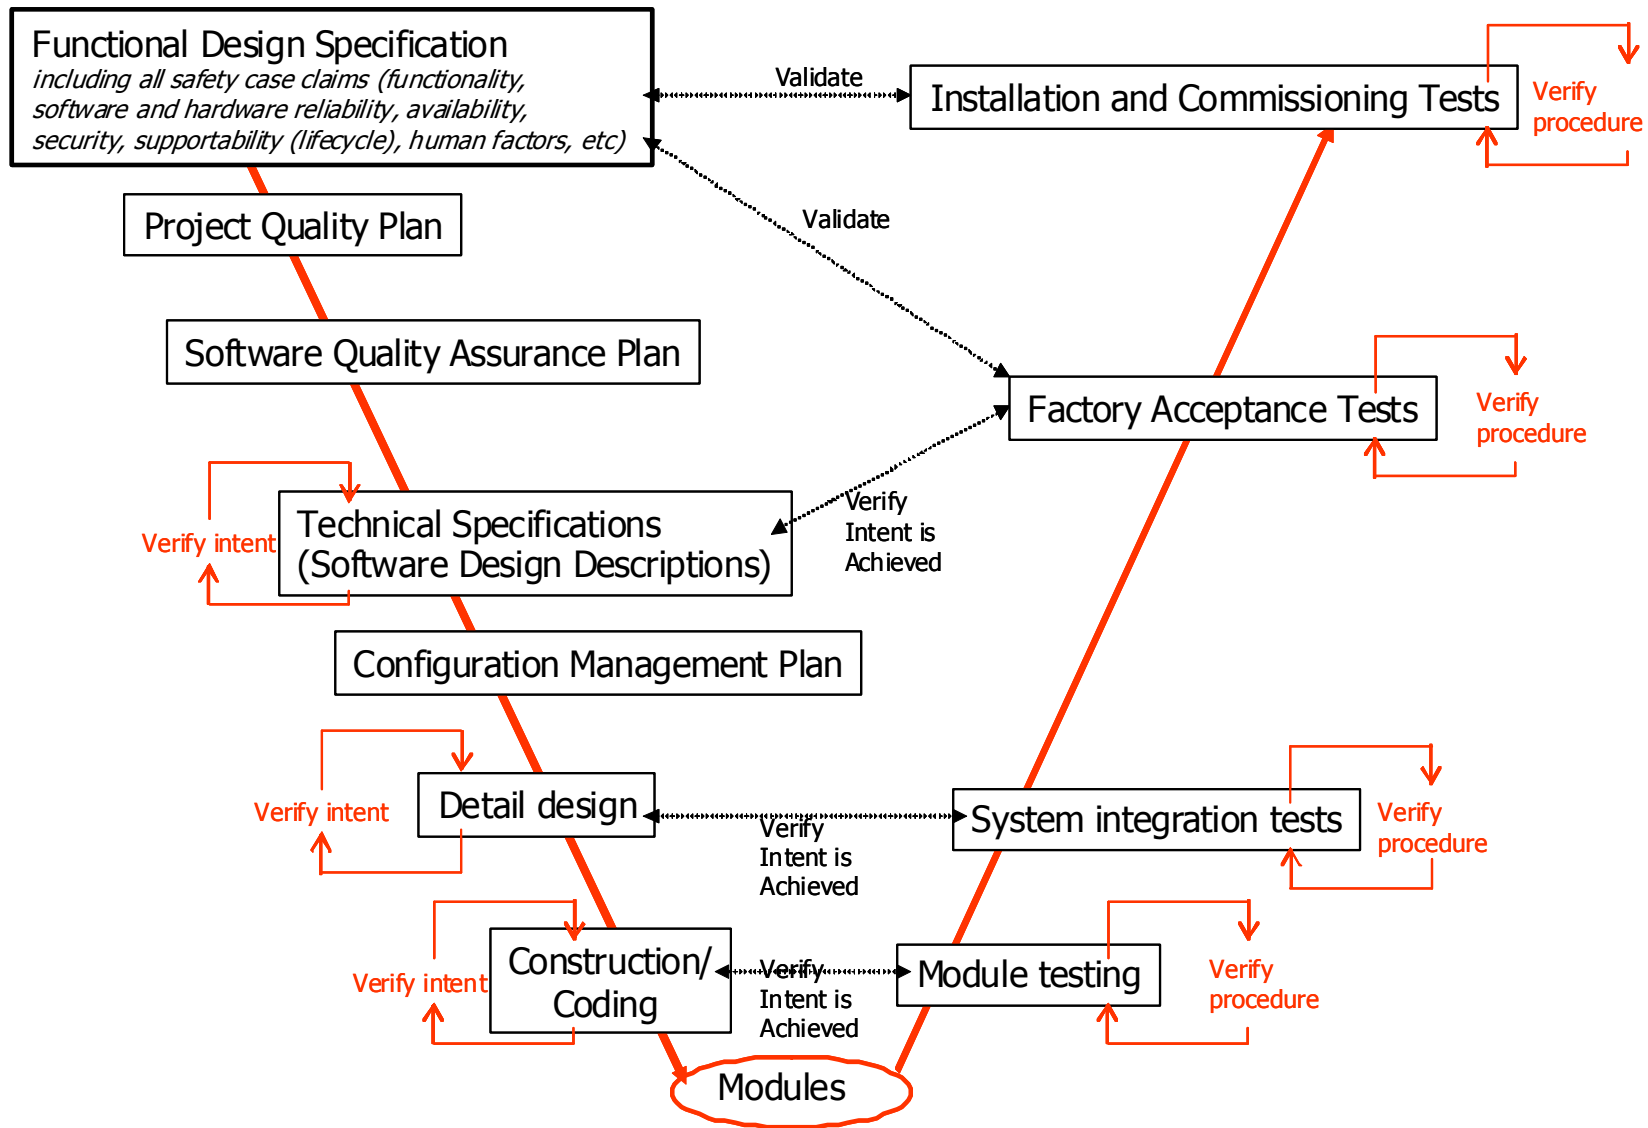 Functional Design Specification
including all safety case claims (functionality,
software and hardware reliability, availability,
security, supportability (lifecycle), human factors, etc)
Validate
Installation and Commissioning Tests
Verify
procedure
Project Quality Plan
Validate
Software Quality Assurance Plan
Factory Acceptance Tests
Verify
procedure
Verify intent
Technical Specifications
(Software Design Descriptions)
Verify
Intent is
Achieved
Configuration Management Plan
Verify intent
Detail design
Verify
Intent is
Achieved
System integration tests
Verify
procedure
Verify intent
Construction/
Coding
Verify
Intent is
Achieved
Module testing
Verify
procedure
Modules